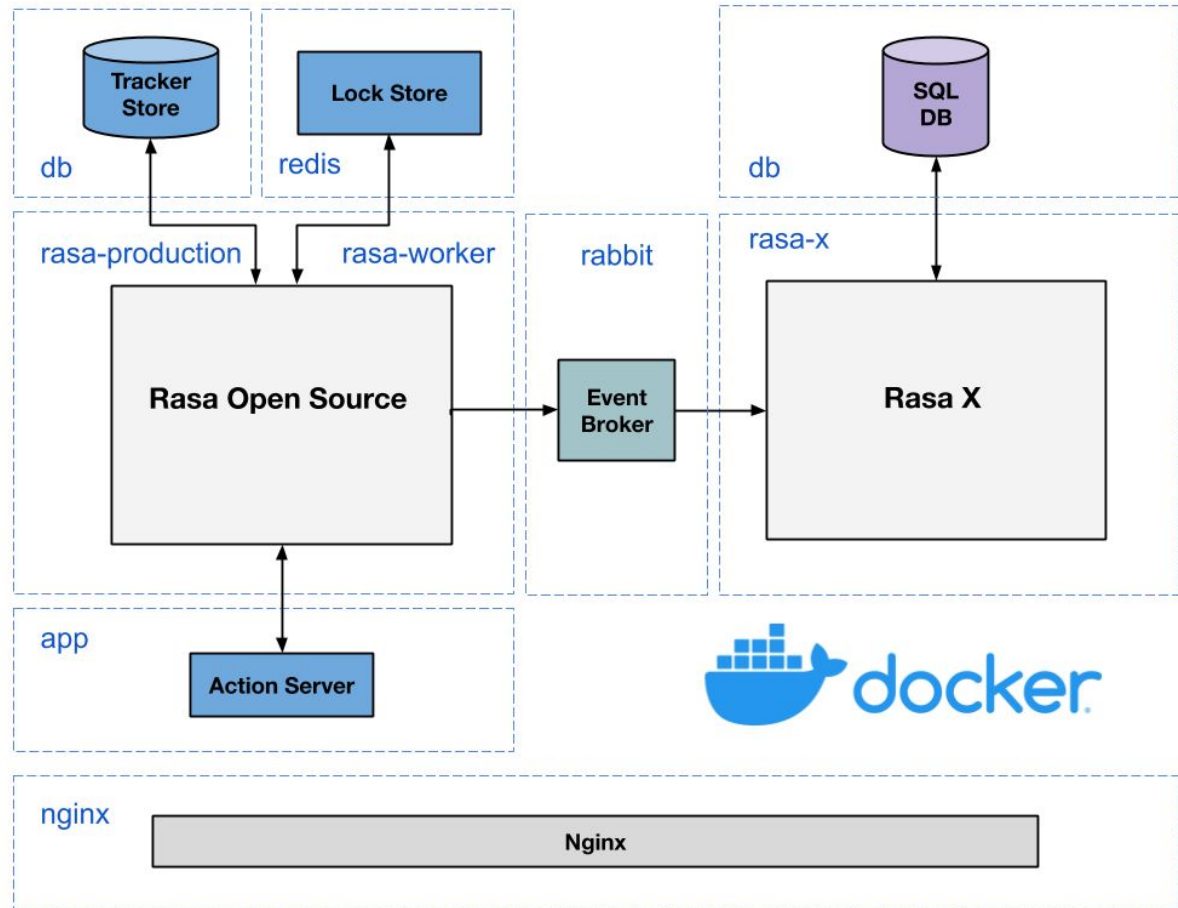 Tracker
Store
Lock Store
SQL
DB
db
redis
db
rasa-production
rasa-worker
rabbit
rasa-x
Rasa Open Source
Event
Broker
Rasa X
app
Action Server
docker
nginx
Nginx